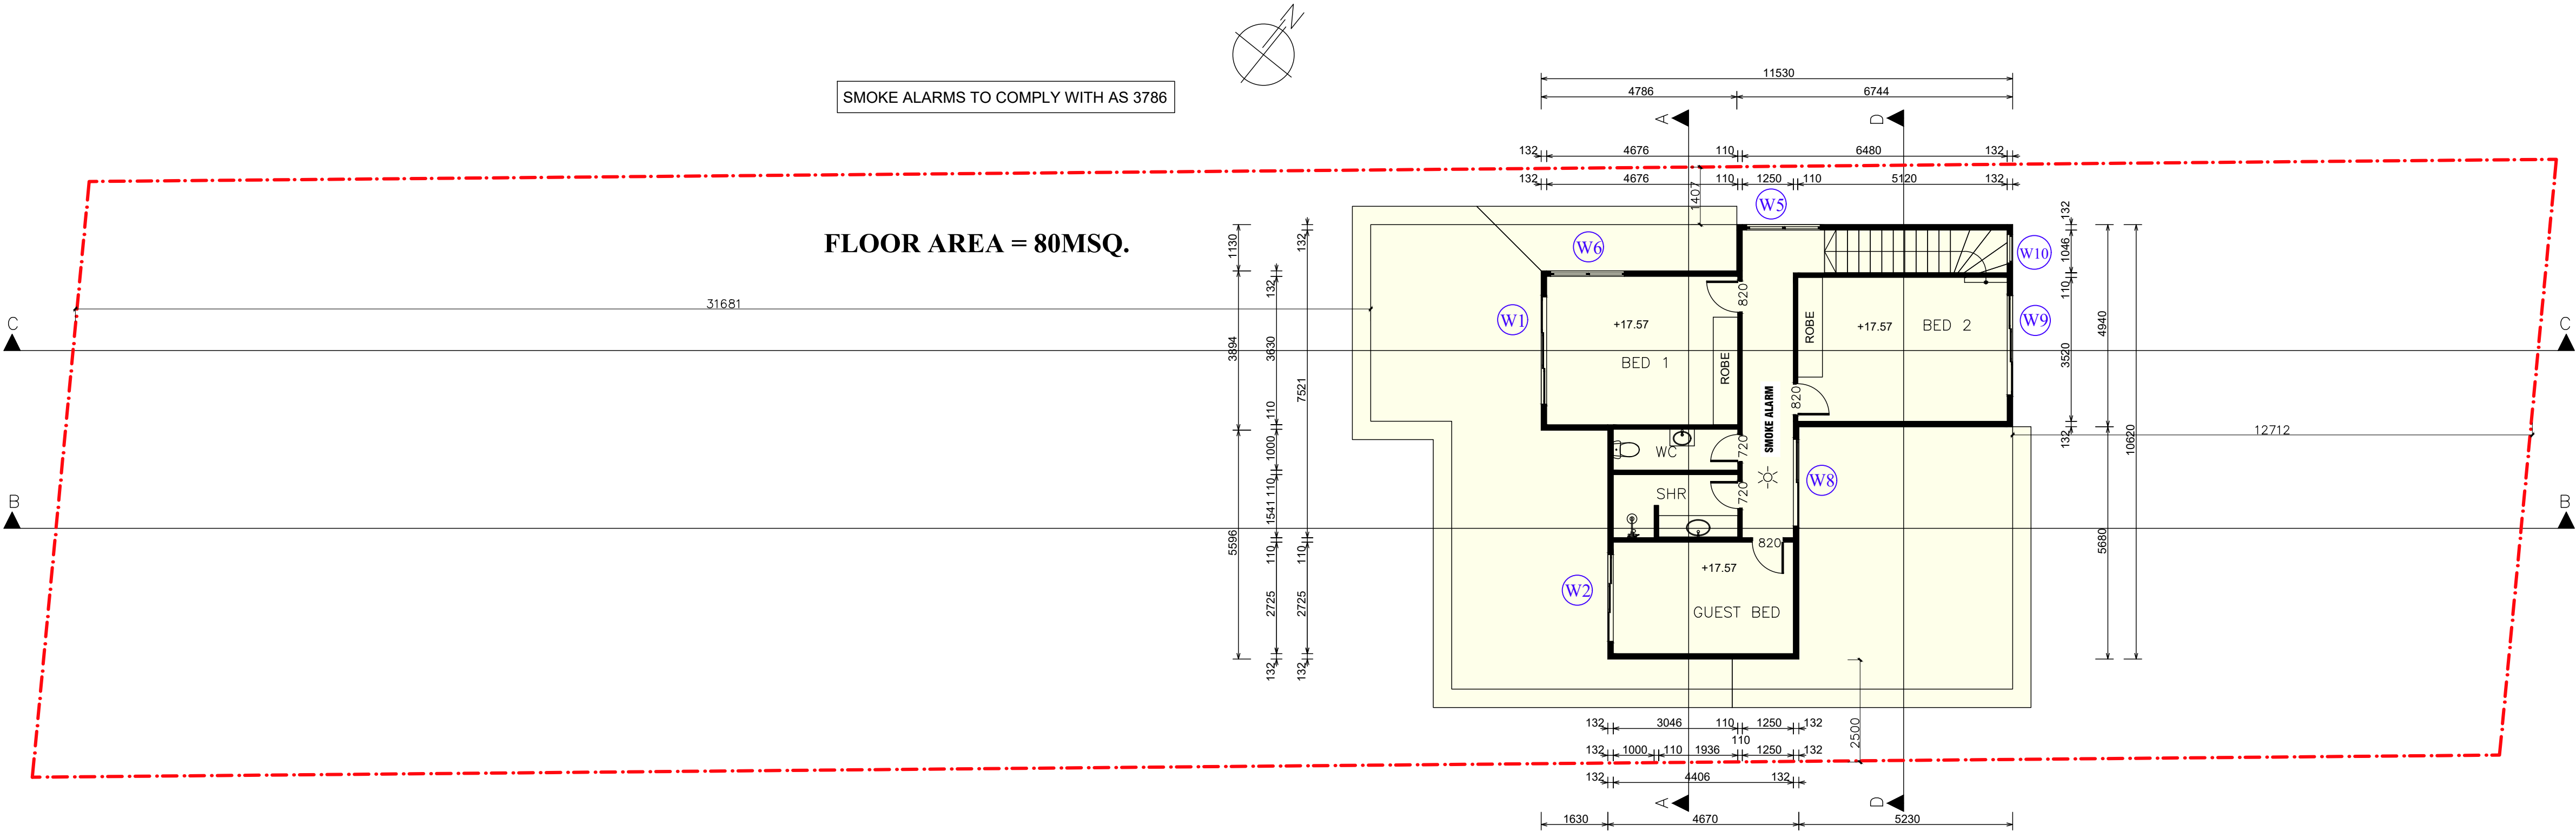 N
SMOKE ALARMS TO COMPLY WITH AS 3786
11530
4786 6744
A D
132 4676 110 6480 132
132 4676 110 1250 110 5120 132
1407
W5
FLOOR AREA = 80MSQ.
1130
132
W6
132
1046
W10
31681
132
820
110
W1
+17.57
ROBE
+17.57
BED 2
W9
C
C
3894
3630
7521
BED 1
ROBE
4940
3520
10620
820
SMOKE ALARM
110
1000
WC
720
132
12712
110
1541
SHR
720
W8
B
B
5596
110
110
820
5680
+17.57
2725
2725
W2
GUEST BED
132
132
132 3046 110 1250 132
2500
110
132 1000 110 1936 1250 132
132 4406 132
A D
1630 4670 5230